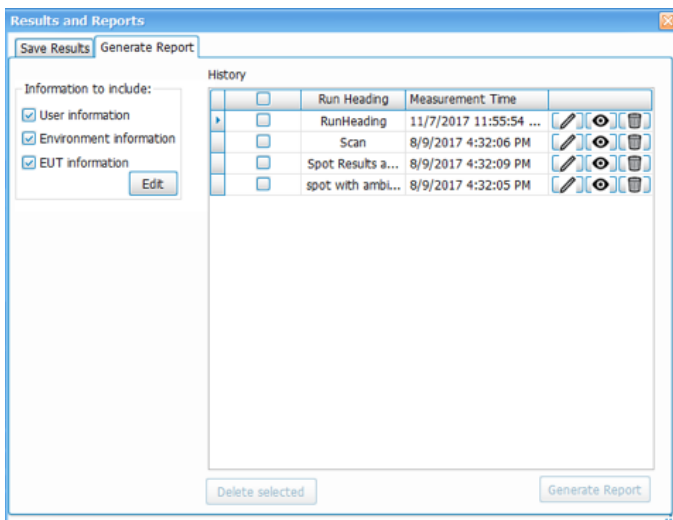 Results and Reports
Save Results Generate Report
History
Information to include:
User information
Environment information
EUT information
Edit
Run Heading Measurement Time
RunHeading 11/7/2017 11:55:54 ...
Scan 8/9/2017 4:32:06 PM
Spot Results a... 8/9/2017 4:32:09 PM
spot with ambi... 8/9/2017 4:32:05 PM
Delete selected Generate Report